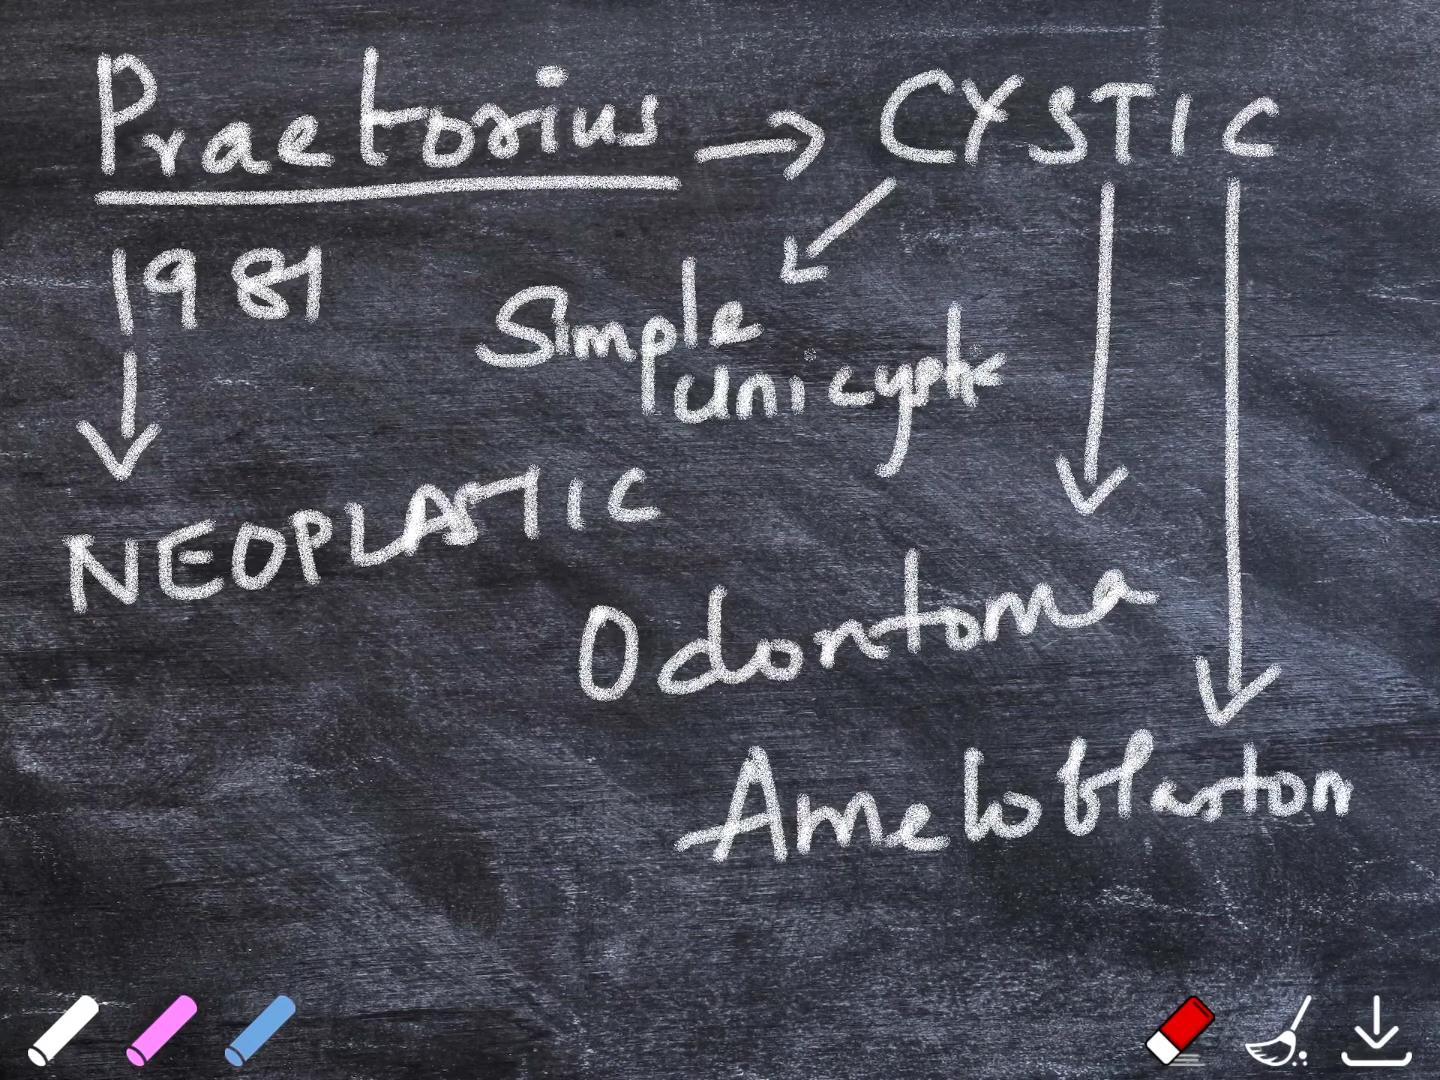 Praetorius → CYSTIC
1981
Simple
unicystic
NEOPLASTIC
Odontoma
Ameloblaston